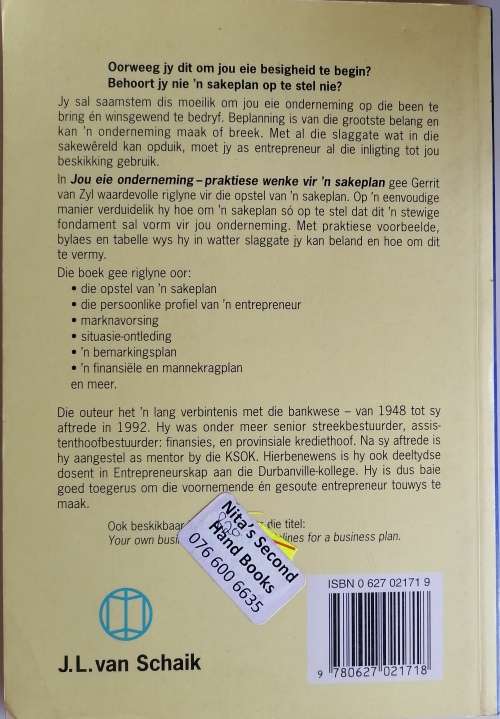 Oorweeg jy dit om jou eie besigheid te begin?
Behoort jy nie 'n sakeplan op te stel nie?
Jy sal saamstem dis moeilik om jou eie onderneming op die been te
bring én winsgewend te bedryf. Beplanning is van die grootste belang en
kan 'n onderneming maak of breek. Met al die slaggate wat in die
sakewêreld kan opduik, moet jy as entrepreneur al die inligting tot jou
beskikking gebruik.
In Jou eie onderneming – praktiese wenke vir 'n sakeplan gee Gerrit
van Zyl waardevolle riglyne vir die opstel van 'n sakeplan. Op 'n eenvoudige
manier verduidelik hy hoe om 'n sakeplan só op te stel dat dit 'n stewige
fondament sal vorm vir jou onderneming. Met praktiese voorbeelde,
bylaes en tabelle wys hy in watter slaggate jy kan beland en hoe om dit
te vermy.
Die boek gee riglyne oor:
• die opstel van 'n sakeplan
• die persoonlike profiel van 'n entrepreneur
• marknavorsing
• situasie-ontleding
• 'n bemarkingsplan
• 'n finansiële en mannekragplan
en meer.
Die outeur het 'n lang verbintenis met die bankwese – van 1948 tot sy
aftrede in 1992. Hy was onder meer senior streekbestuurder, assis-
tenthoofbestuurder: finansies, en provinsiale krediethoof. Na sy aftrede is
hy aangestel as mentor by die KSOK. Hierbenewens is hy ook deeltydse
dosent in Entrepreneurskap aan die Durbanville-kollege. Hy is dus baie
goed toegerus om die voornemende én gesoute entrepreneur touwys te
maak.
Ook beskikbaar die titel:
Your own for a business plan.
Nita's Second
Hand Books
076 600 6635
ISBN 0 627 02171 9
9 780627 021718
J.L.van Schaik